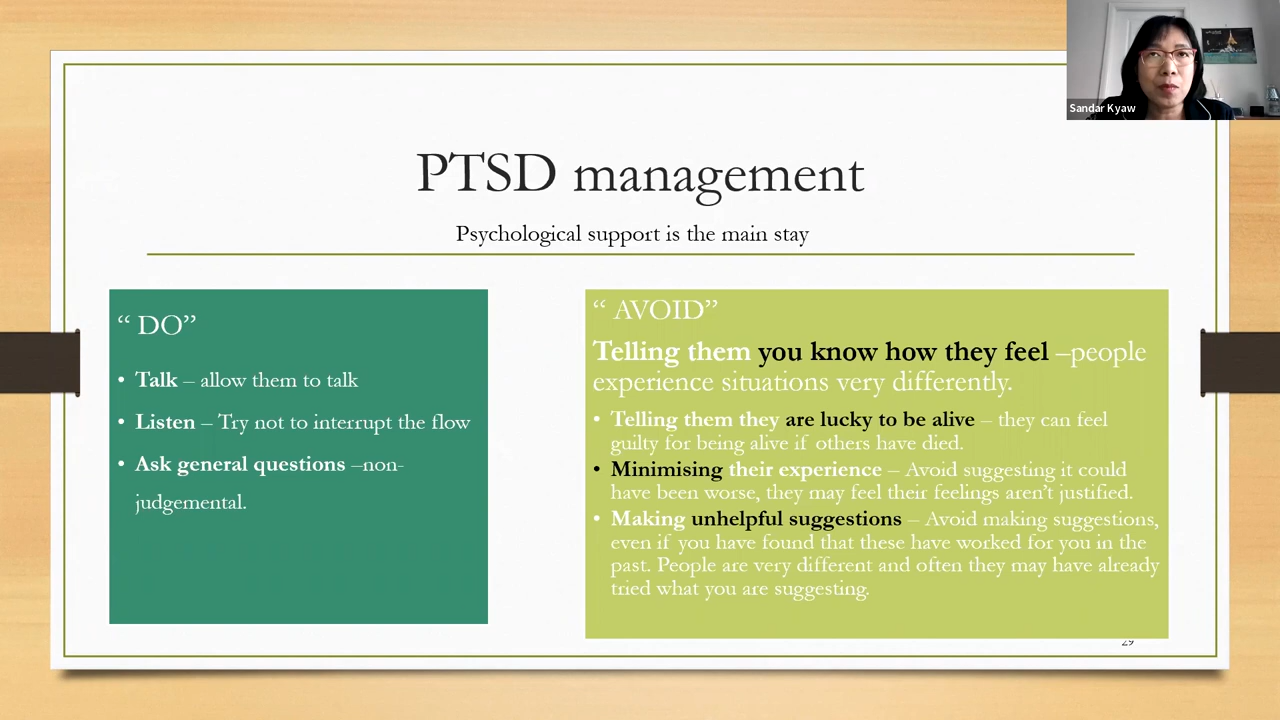 Sandar Kyaw
PTSD management
Psychological support is the main stay
“ DO”
• Talk – allow them to talk
• Listen – Try not to interrupt the flow
• Ask general questions –non-
judgemental.
“ AVOID”
Telling them you know how they feel –people
experience situations very differently.
• Telling them they are lucky to be alive – they can feel
guilty for being alive if others have died.
• Minimising their experience – Avoid suggesting it could
have been worse, they may feel their feelings aren’t justified.
• Making unhelpful suggestions – Avoid making suggestions,
even if you have found that these have worked for you in the
past. People are very different and often they may have already
tried what you are suggesting.
29